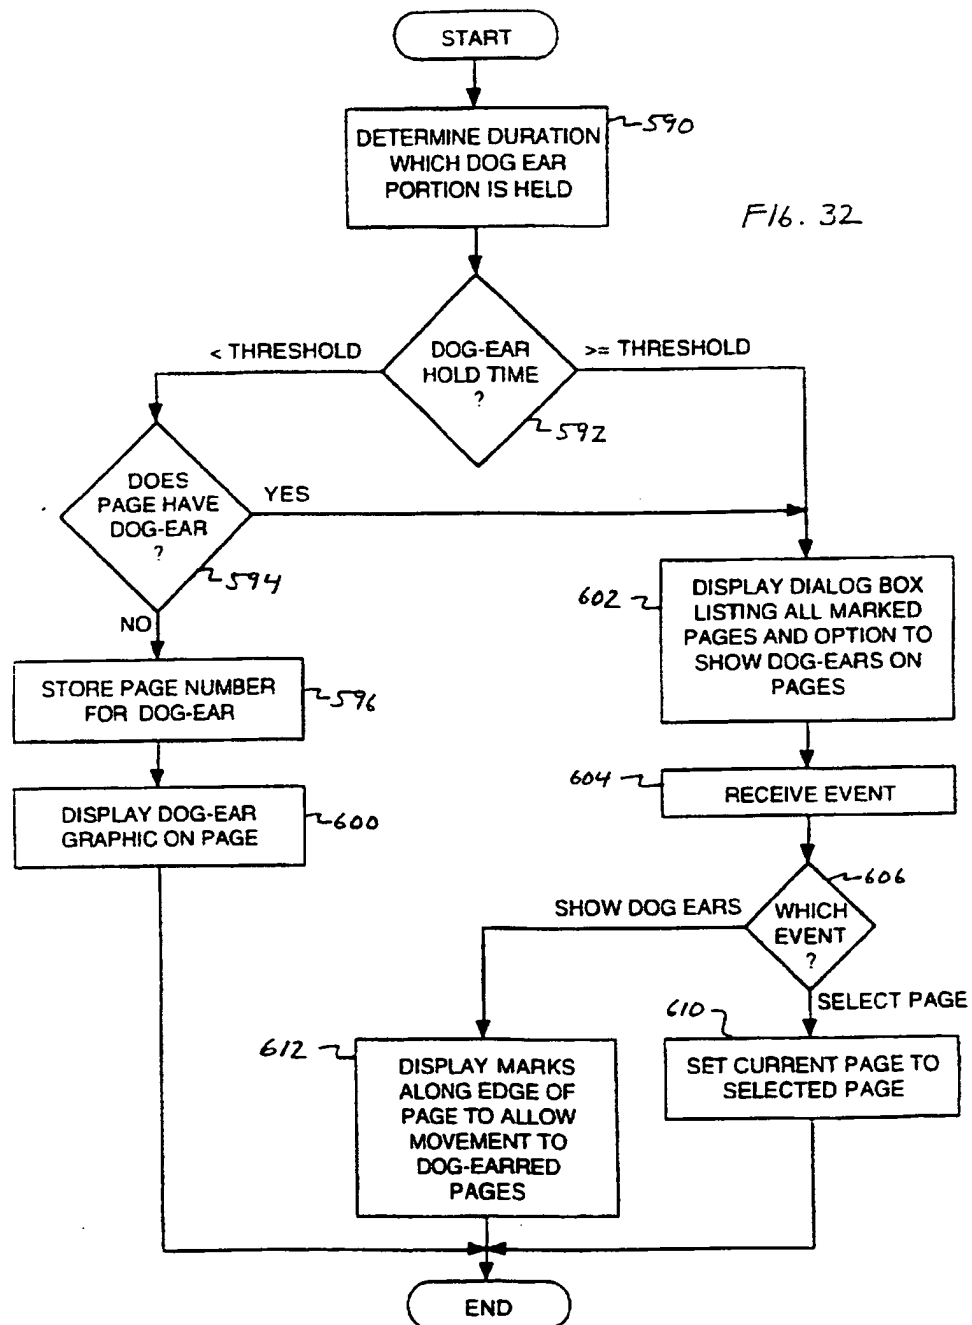 START
DETERMINE DURATION
WHICH DOG EAR
PORTION IS HELD
590
FIG. 32
< THRESHOLD
DOG-EAR
HOLD TIME
?
>= THRESHOLD
592
DOES
PAGE HAVE
DOG-EAR
?
YES
594
NO
602
DISPLAY DIALOG BOX
LISTING ALL MARKED
PAGES AND OPTION TO
SHOW DOG-EARS ON
PAGES
STORE PAGE NUMBER
FOR DOG-EAR
596
604
RECEIVE EVENT
DISPLAY DOG-EAR
GRAPHIC ON PAGE
600
606
SHOW DOG EARS
WHICH
EVENT
?
SELECT PAGE
610
SET CURRENT PAGE TO
SELECTED PAGE
612
DISPLAY MARKS
ALONG EDGE OF
PAGE TO ALLOW
MOVEMENT TO
DOG-EARRED
PAGES
END